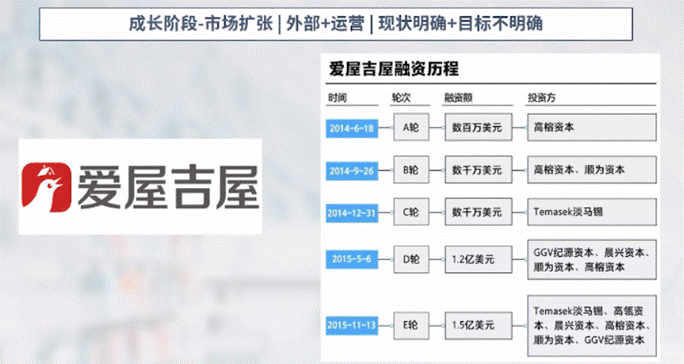 成长阶段-市场扩张 | 外部+运营 | 现状明确+目标不明确
爱屋吉屋融资历程
时间 轮次 融资额 投资方
2014-6-18 A轮 数百万美元 高榕资本
2014-9-26 B轮 数千万美元 高榕资本、顺为资本
2014-12-31 C轮 数千万美元 Temasek淡马锡
2015-5-6 D轮 1.2亿美元 GGV纪源资本、晨兴资本、
顺为资本、高榕资本
2015-11-13 E轮 1.5亿美元 Temasek淡马锡、高瓴资
本、晨兴资本、高榕资本、
顺为资本、GGV纪源资本
爱屋吉屋